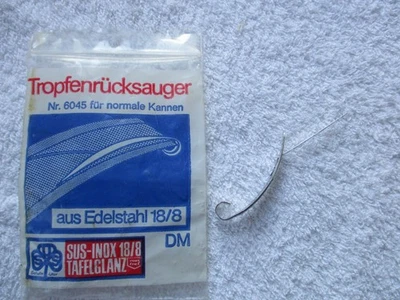 Tropfenrücksauger
Nr. 6045 für normale Kannen
aus Edelstahl 18/8
DM
SUS-INOX 18/8
TAFELGLANZ